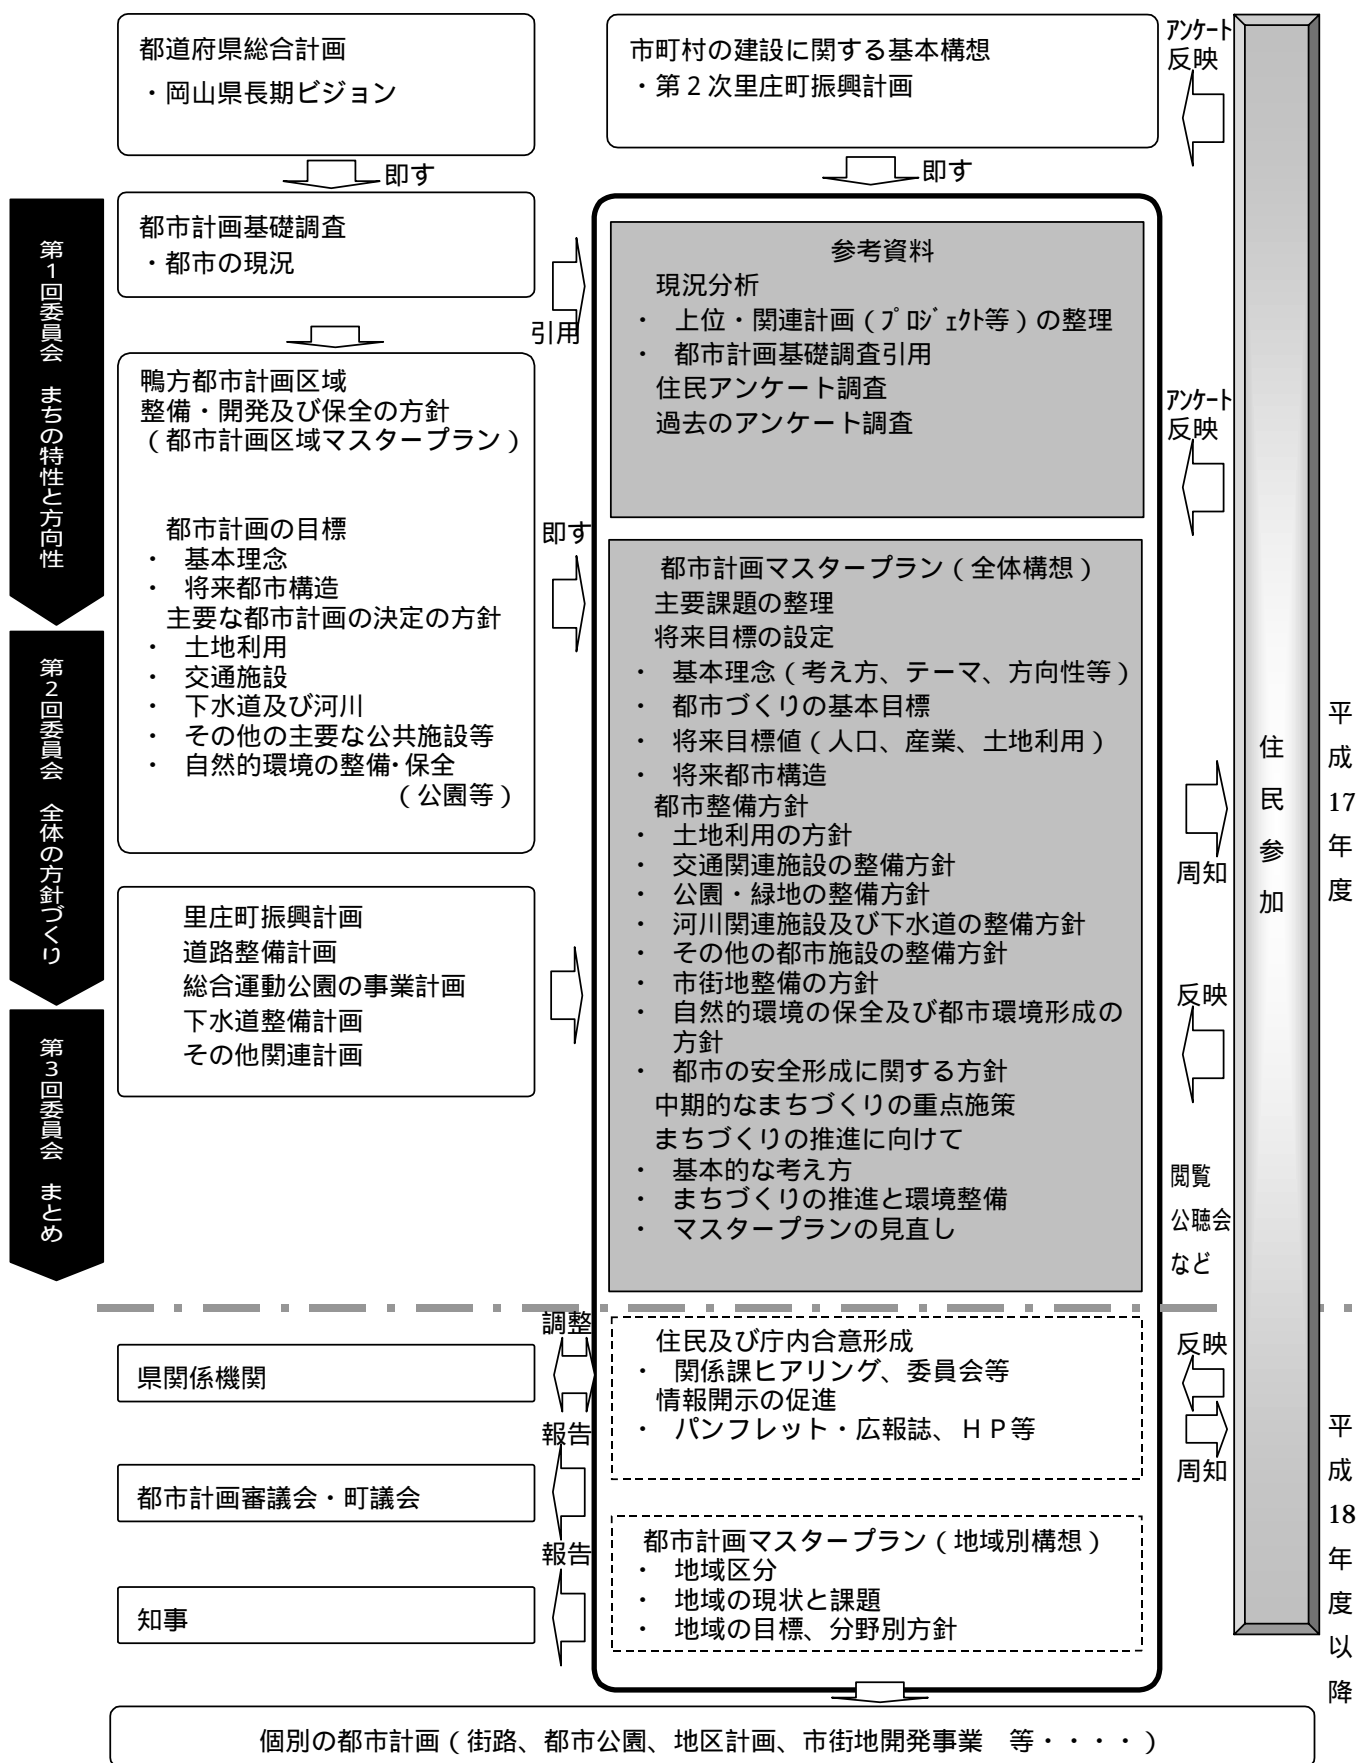 都道府県総合計画
・岡山県長期ビジョン
市町村の建設に関する基本構想
・第２次里庄町振興計画
アンケート
反映
即す
即す
第1回委員会　まちの特性と方向性
都市計画基礎調査
・都市の現況
引用
参考資料
現況分析
・　上位・関連計画（プロジェクト等）の整理
・　都市計画基礎調査引用
住民アンケート調査
過去のアンケート調査
アンケート
反映
鴨方都市計画区域
整備・開発及び保全の方針
（都市計画区域マスタープラン）
都市計画の目標
・　基本理念
・　将来都市構造
主要な都市計画の決定の方針
・　土地利用
・　交通施設
・　下水道及び河川
・　その他の主要な公共施設等
・　自然的環境の整備・保全
（公園等）
即す
第2回委員会　全体の方針づくり
里庄町振興計画
道路整備計画
総合運動公園の事業計画
下水道整備計画
その他関連計画
第3回委員会　まとめ
都市計画マスタープラン（全体構想）
主要課題の整理
将来目標の設定
・　基本理念（考え方、テーマ、方向性等）
・　都市づくりの基本目標
・　将来目標値（人口、産業、土地利用）
・　将来都市構造
都市整備方針
・　土地利用の方針
・　交通関連施設の整備方針
・　公園・緑地の整備方針
・　河川関連施設及び下水道の整備方針
・　その他の都市施設の整備方針
・　市街地整備の方針
・　自然的環境の保全及び都市環境形成の
方針
・　都市の安全形成に関する方針
中期的なまちづくりの重点施策
まちづくりの推進に向けて
・　基本的な考え方
・　まちづくりの推進と環境整備
・　マスタープランの見直し
周知
反映
閲覧
公聴会
など
住民参加
平成17年度
調整
県関係機関
報告
都市計画審議会・町議会
報告
知事
住民及び庁内合意形成
・　関係課ヒアリング、委員会等
情報開示の促進
・　パンフレット・広報誌、ＨＰ等
反映
周知
都市計画マスタープラン（地域別構想）
・　地域区分
・　地域の現状と課題
・　地域の目標、分野別方針
平成18年度以降
個別の都市計画（街路、都市公園、地区計画、市街地開発事業　等・・・・）